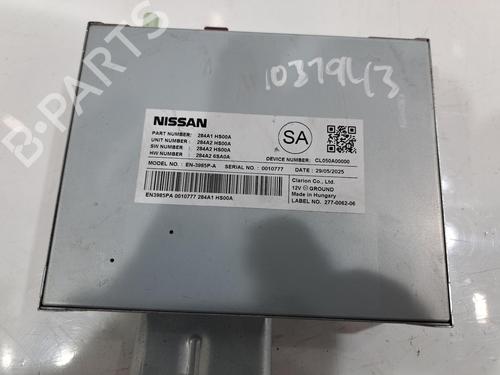 B-PARTS
1031943
NISSAN
PART NUMBER: 284A1 HS00A
UNIT NUMBER : 284A2 HS00A
SW NUMBER : 284A2 HS00A
HW NUMBER : 284A2 6SA0A
SA
DEVICE NUMBER: CL050A00000
MODEL NO. : EN-3985P-A SERIAL NO. : 0010777 DATE : 29/05/2025
EN3985PA 0010777 284A1 HS00A
Clarion Co., Ltd.
12V ⊖ GROUND
Made in Hungary
LABEL NO. 277-0062-06